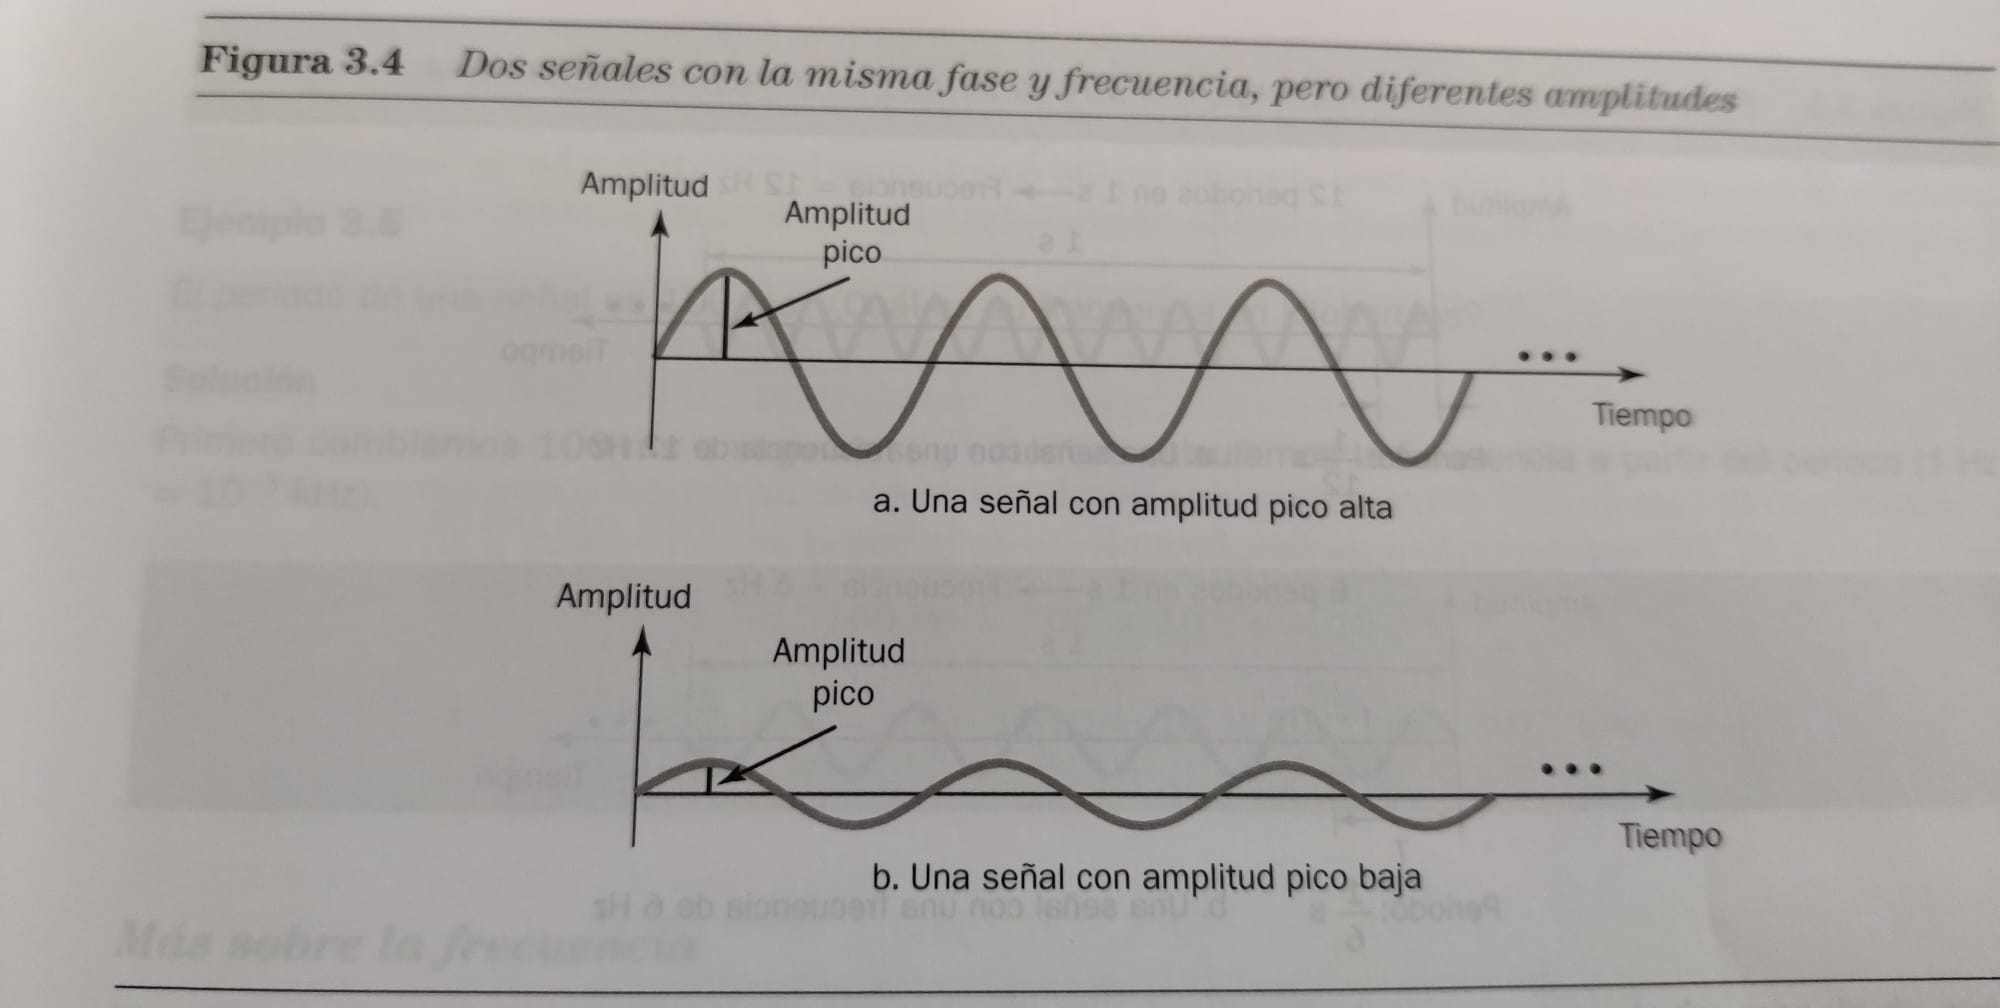 Figura 3.4 Dos señales con la misma fase y frecuencia, pero diferentes amplitudes
Amplitud
Amplitud
pico
Tiempo
a. Una señal con amplitud pico alta
Amplitud
Amplitud
pico
Tiempo
b. Una señal con amplitud pico baja